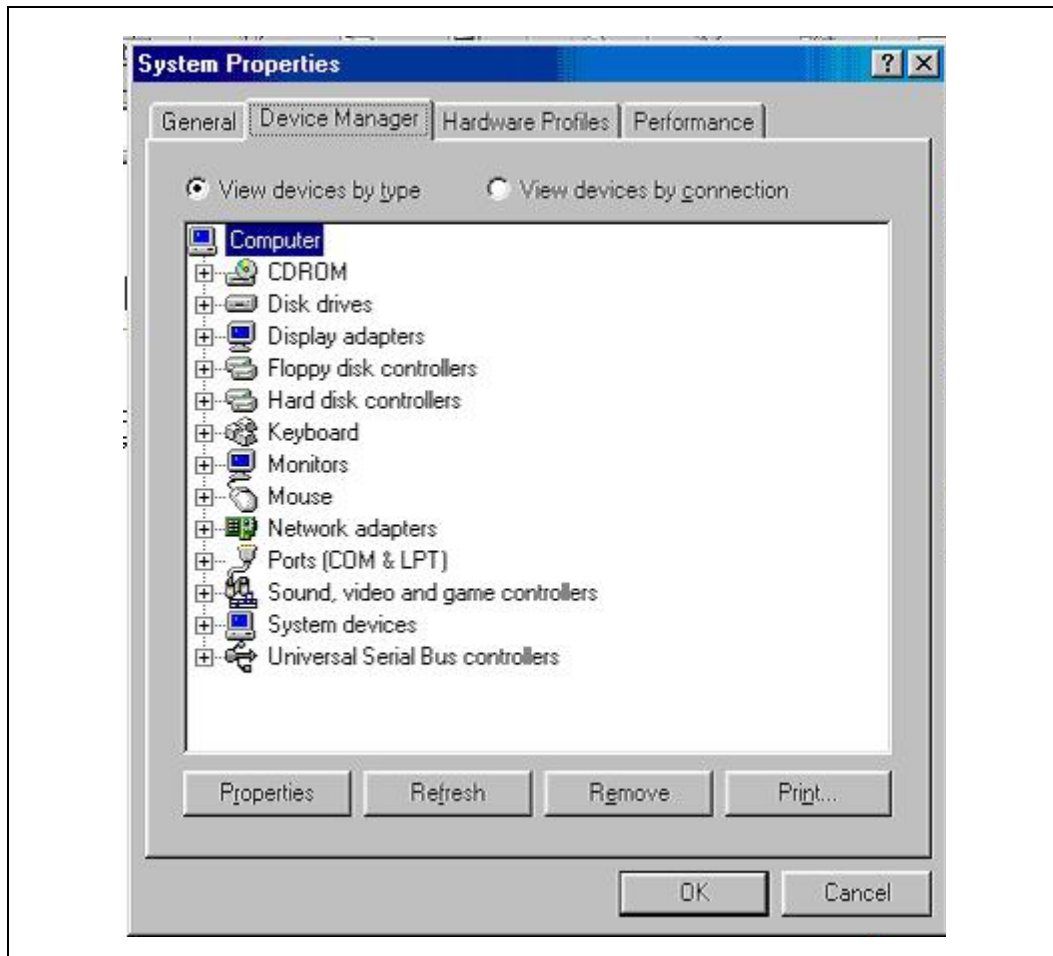 System Properties
General Device Manager Hardware Profiles Performance
View devices by type View devices by connection
Computer
CDROM
Disk drives
Display adapters
Floppy disk controllers
Hard disk controllers
Keyboard
Monitors
Mouse
Network adapters
Ports (COM & LPT)
Sound, video and game controllers
System devices
Universal Serial Bus controllers
Properties Refresh Remove Print...
OK Cancel